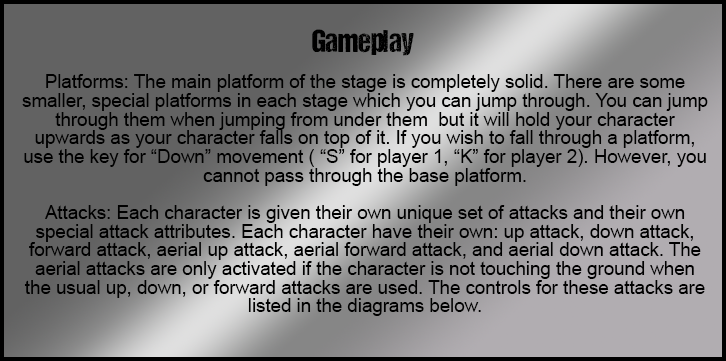 Gameplay
Platforms: The main platform of the stage is completely solid. There are some
smaller, special platforms in each stage which you can jump through. You can jump
through them when jumping from under them  but it will hold your character
upwards as your character falls on top of it. If you wish to fall through a platform,
use the key for “Down” movement ( “S” for player 1, “K” for player 2). However, you
cannot pass through the base platform.
Attacks: Each character is given their own unique set of attacks and their own
special attack attributes. Each character have their own: up attack, down attack,
forward attack, aerial up attack, aerial forward attack, and aerial down attack. The
aerial attacks are only activated if the character is not touching the ground when
the usual up, down, or forward attacks are used. The controls for these attacks are
listed in the diagrams below.